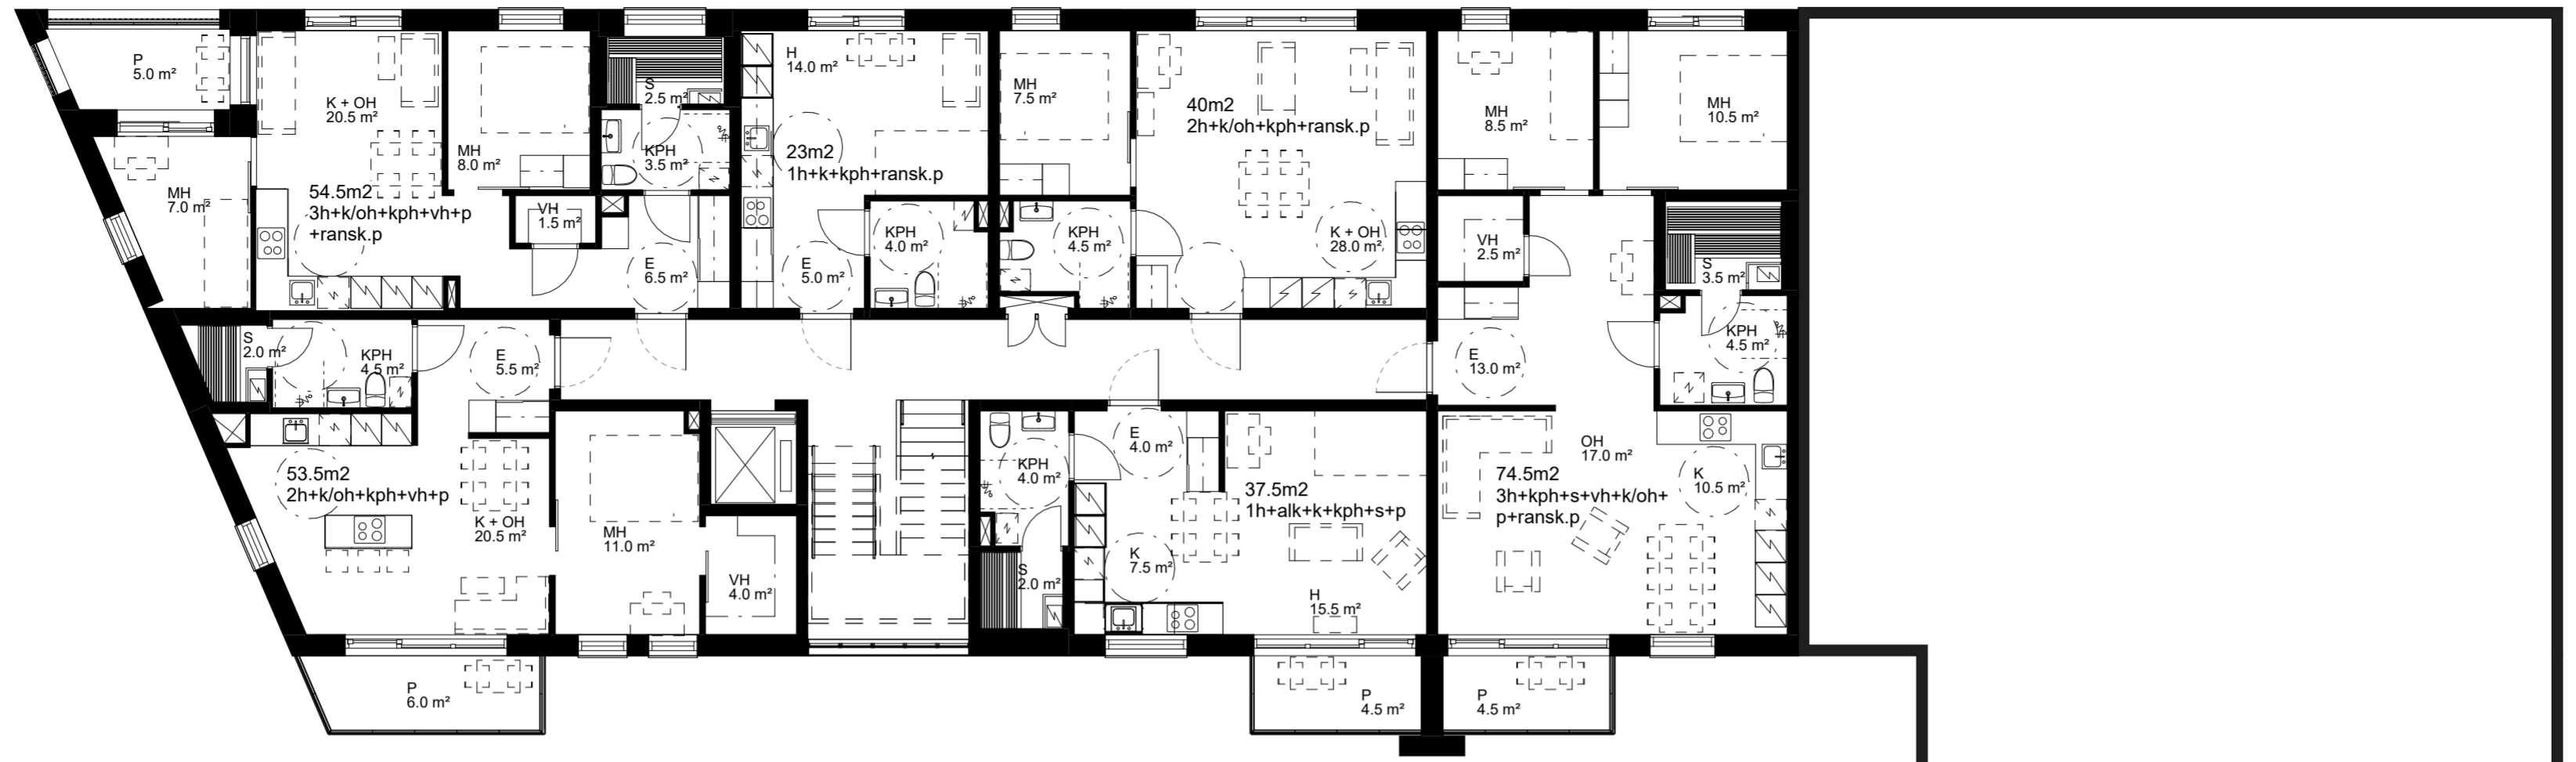 P
5.0 m²
K + OH
20.5 m²
MH
7.0 m²
54.5m2
3h+k/oh+kph+vh+p
+ransk.p
MH
8.0 m²
VH
1.5 m²
S
2.5 m²
KPH
3.5 m²
E
6.5 m²
H
14.0 m²
23m2
1h+k+kph+ransk.p
E
5.0 m²
KPH
4.0 m²
MH
7.5 m²
KPH
4.5 m²
40m2
2h+k/oh+kph+ransk.p
K + OH
28.0 m²
MH
8.5 m²
MH
10.5 m²
VH
2.5 m²
S
3.5 m²
KPH
4.5 m²
E
13.0 m²
S
2.0 m²
KPH
4.5 m²
E
5.5 m²
53.5m2
2h+k/oh+kph+vh+p
K + OH
20.5 m²
MH
11.0 m²
VH
4.0 m²
P
6.0 m²
KPH
4.0 m²
S
2.0 m²
E
4.0 m²
K
7.5 m²
37.5m2
1h+alk+k+kph+s+p
H
15.5 m²
P
4.5 m²
OH
17.0 m²
74.5m2
3h+kph+s+vh+k/oh+
p+ransk.p
K
10.5 m²
P
4.5 m²